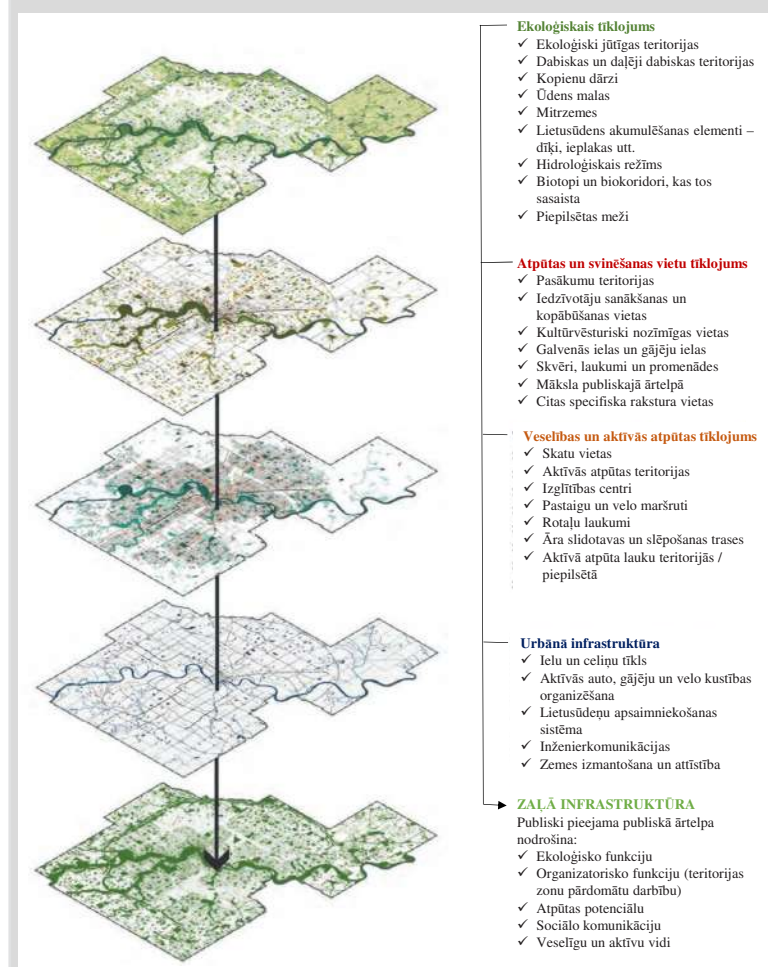 Ekoloģiskais tīklojums
✓ Ekoloģiski jūtīgas teritorijas
✓ Dabiskas un daļēji dabiskas teritorijas
✓ Kopienu dārzi
✓ Ūdens malas
✓ Mitrzemes
✓ Lietusūdens akumulēšanas elementi –
dīķi, ieplakas utt.
✓ Hidroloģiskais režīms
✓ Biotopi un biokoridori, kas tos
sasaista
✓ Piepilsētas meži
Atpūtas un svinēšanas vietu tīklojums
✓ Pasākumu teritorijas
✓ Iedzīvotāju sanākšanas un
kopābūšanas vietas
✓ Kultūrvēsturiski nozīmīgas vietas
✓ Galvenās ielas un gājēju ielas
✓ Skvēri, laukumi un promenādes
✓ Māksla publiskajā ārtelpā
✓ Citas specifiska rakstura vietas
Veselības un aktīvās atpūtas tīklojums
✓ Skatu vietas
✓ Aktīvās atpūtas teritorijas
✓ Izglītības centri
✓ Pastaigu un velo maršruti
✓ Rotaļu laukumi
✓ Āra slidotavas un slēpošanas trases
✓ Aktīvā atpūta lauku teritorijās /
piepilsētā
Urbānā infrastruktūra
✓ Ielu un celiņu tīkls
✓ Aktīvās auto, gājēju un velo kustības
organizēšana
✓ Lietusūdeņu apsaimniekošanas
sistēma
✓ Inženierkomunikācijas
✓ Zemes izmantošana un attīstība
ZAĻĀ INFRASTRUKTŪRA
Publiski pieejama publiskā ārtelpa
nodrošina:
✓ Ekoloģisko funkciju
✓ Organizatorisko funkciju (teritorijas
zonu pārdomātu darbību)
✓ Atpūtas potenciālu
✓ Sociālo komunikāciju
✓ Veselīgu un aktīvu vidi